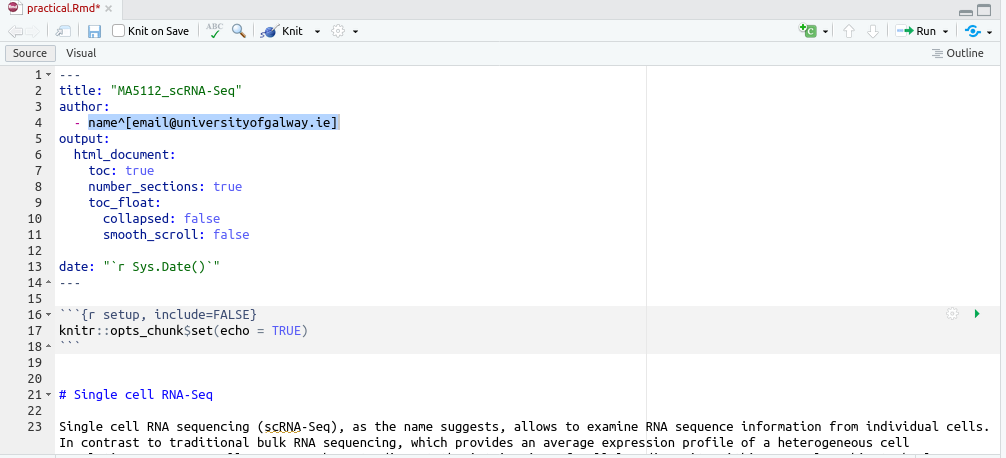 practical.Rmd*
Knit on Save ABC Knit Run
Source Visual Outline
1 ---
2 title: "MA5112_scRNA-Seq"
3 author:
4 - name^[email@universityofgalway.ie]
5 output:
6 html_document:
7 toc: true
8 number_sections: true
9 toc_float:
10 collapsed: false
11 smooth_scroll: false
12
13 date: "`r Sys.Date()`"
14 ---
15
16 ```{r setup, include=FALSE}
17 knitr::opts_chunk$set(echo = TRUE)
18 ```
19
20
21 # Single cell RNA-Seq
22
23 Single cell RNA sequencing (scRNA-Seq), as the name suggests, allows to examine RNA sequence information from individual cells.
In contrast to traditional bulk RNA sequencing, which provides an average expression profile of a heterogeneous cell